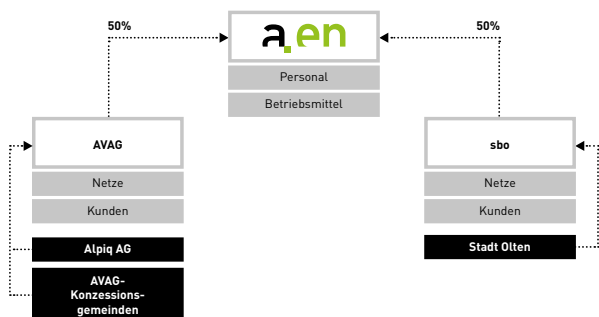 50%
a.en
50%
Personal
Betriebsmittel
AVAG
Netze
Kunden
Alpiq AG
AVAG-
Konzessions-
gemeinden
sbo
Netze
Kunden
Stadt Olten